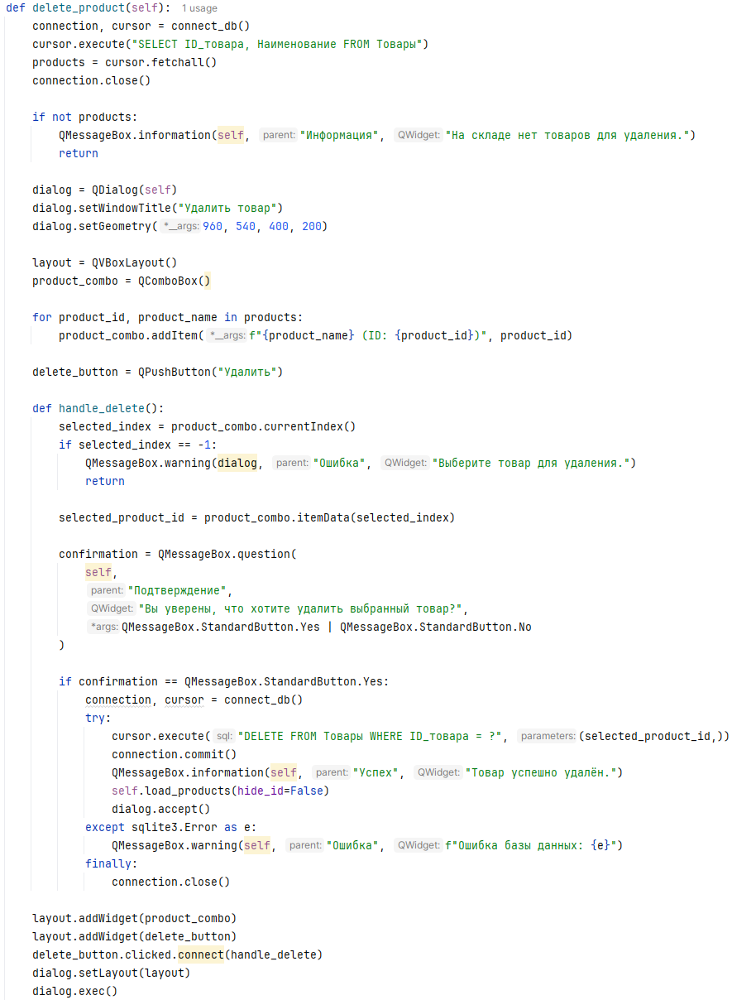 def delete_product(self): 1 usage
    connection, cursor = connect_db()
    cursor.execute("SELECT ID_товара, Наименование FROM Товары")
    products = cursor.fetchall()
    connection.close()

    if not products:
        QMessageBox.information(self, parent: "Информация", QWidget: "На складе нет товаров для удаления.")
        return

    dialog = QDialog(self)
    dialog.setWindowTitle("Удалить товар")
    dialog.setGeometry( *__args: 960, 540, 400, 200)

    layout = QVBoxLayout()
    product_combo = QComboBox()

    for product_id, product_name in products:
        product_combo.addItem( *__args: f"{product_name} (ID: {product_id})", product_id)

    delete_button = QPushButton("Удалить")

    def handle_delete():
        selected_index = product_combo.currentIndex()
        if selected_index == -1:
            QMessageBox.warning(dialog, parent: "Ошибка", QWidget: "Выберите товар для удаления.")
            return

        selected_product_id = product_combo.itemData(selected_index)

        confirmation = QMessageBox.question(
            self,
            parent: "Подтверждение",
            QWidget: "Вы уверены, что хотите удалить выбранный товар?",
            *args: QMessageBox.StandardButton.Yes | QMessageBox.StandardButton.No
        )

        if confirmation == QMessageBox.StandardButton.Yes:
            connection, cursor = connect_db()
            try:
                cursor.execute( sql: "DELETE FROM Товары WHERE ID_товара = ?", parameters: (selected_product_id,))
                connection.commit()
                QMessageBox.information(self, parent: "Успех", QWidget: "Товар успешно удалён.")
                self.load_products(hide_id=False)
                dialog.accept()
            except sqlite3.Error as e:
                QMessageBox.warning(self, parent: "Ошибка", QWidget: f"Ошибка базы данных: {e}")
            finally:
                connection.close()

    layout.addWidget(product_combo)
    layout.addWidget(delete_button)
    delete_button.clicked.connect(handle_delete)
    dialog.setLayout(layout)
    dialog.exec()